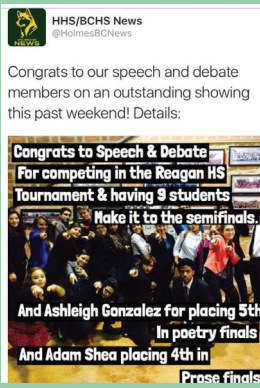 HHS/BCHS News
@HolmesBCNews
NEWS
Congrats to our speech and debate
members on an outstanding showing
this past weekend! Details:
Congrats to Speech & Debate
For competing in the Reagan HS
Tournament & having 9 students
Make it to the semifinals.
And Ashleigh Gonzalez for placing 5th
In poetry finals
And Adam Shea placing 4th in
Prose finals